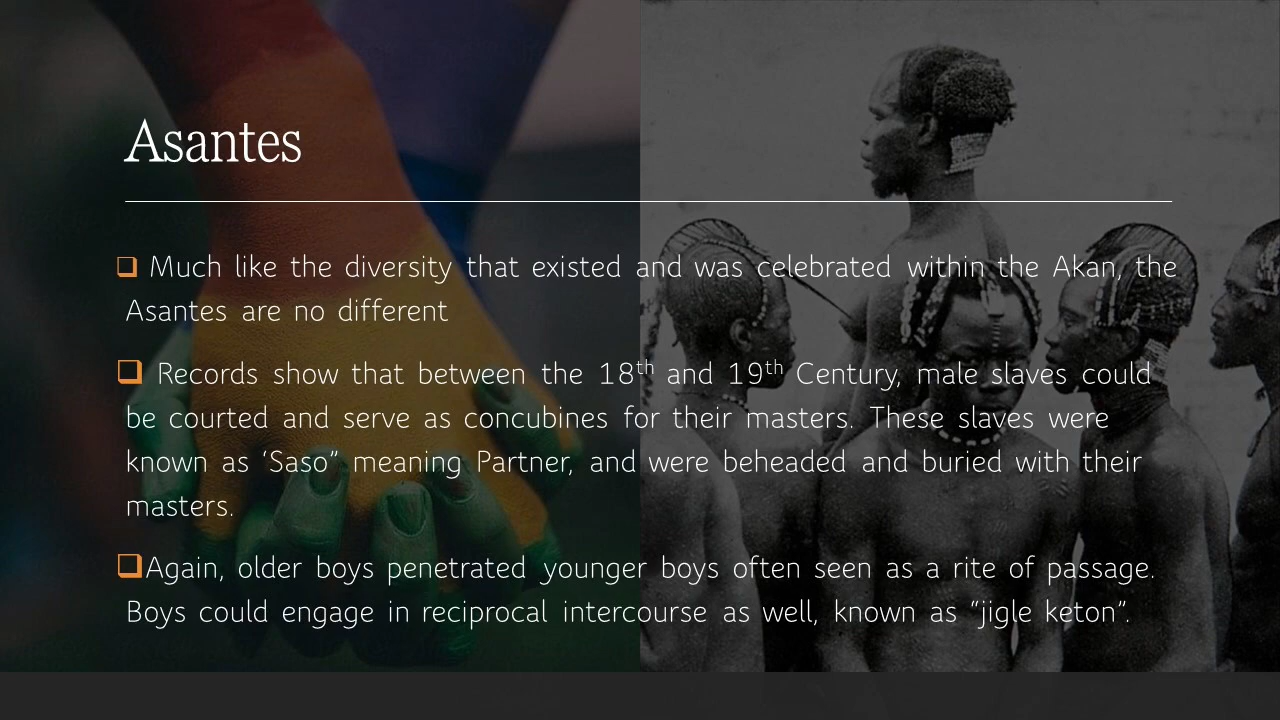 Asantes
Much like the diversity that existed and was celebrated within the Akan, the
Asantes are no different
Records show that between the 18th and 19th Century, male slaves could
be courted and serve as concubines for their masters. These slaves were
known as ‘Saso” meaning Partner, and were beheaded and buried with their
masters.
Again, older boys penetrated younger boys often seen as a rite of passage.
Boys could engage in reciprocal intercourse as well, known as “jigle keton”.